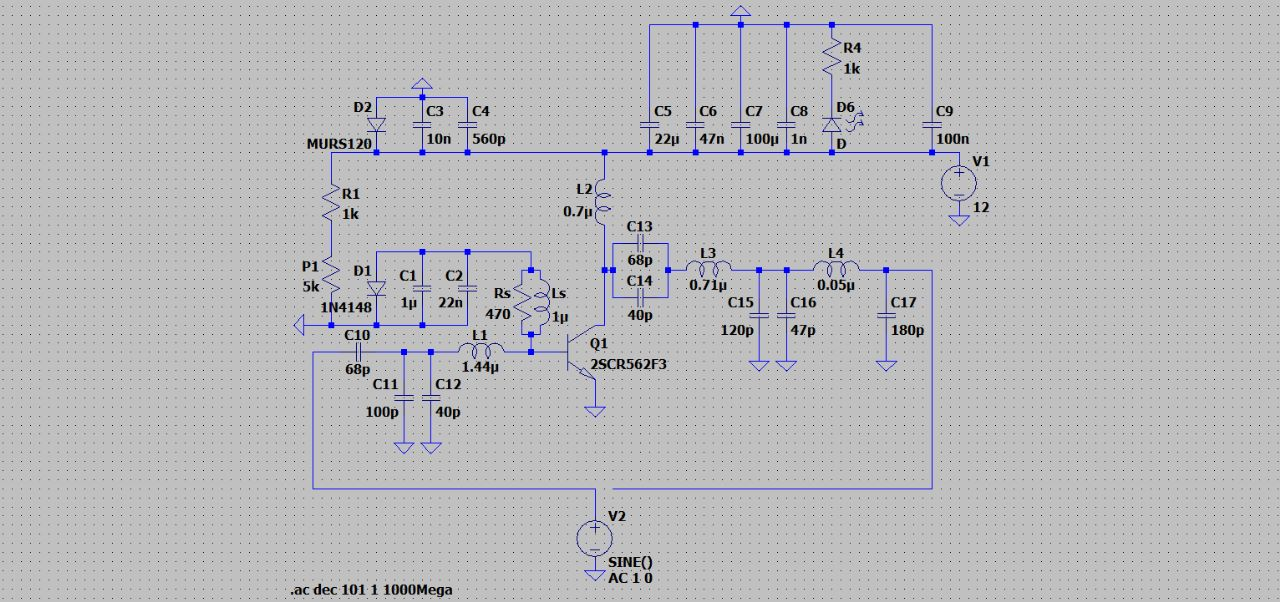 R4
1k
D2
C3
C4
D6
C5
C6
C7
C8
C9
MURS120
10n
560p
22µ
47n
100µ
1n
D
100n
V1
12
R1
1k
L2
0.7µ
C13
68p
L3
0.71µ
L4
0.05µ
P1
5k
D1
1N4148
C1
1µ
C2
22n
Rs
470
Ls
1µ
C14
40p
C15
120p
C16
47p
C17
180p
C10
68p
L1
1.44µ
Q1
2SCR562F3
C11
100p
C12
40p
V2
SINE()
AC 1 0
.ac dec 101 1 1000Mega